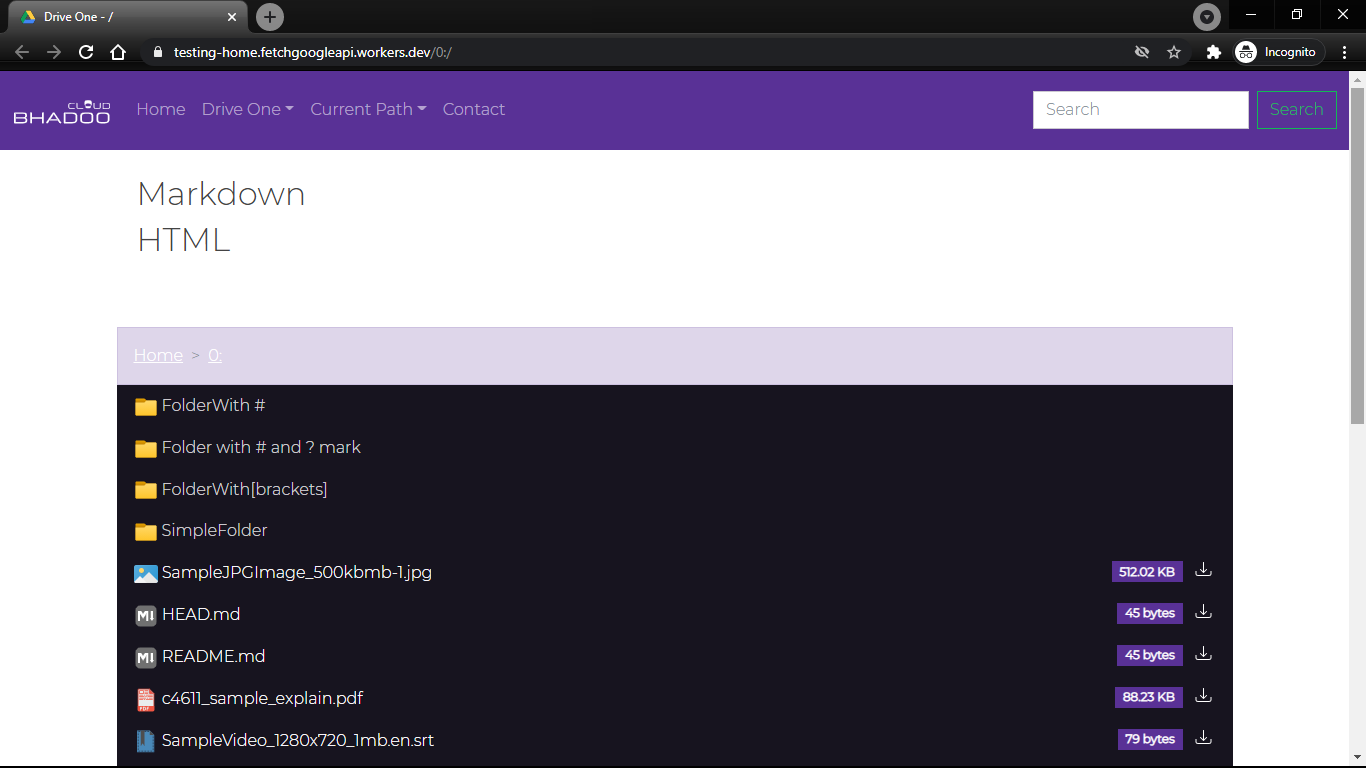 Drive One - /
testing-home.fetchgoogleapi.workers.dev/0:/
Incognito
CLOUD
BHADOO
Home
Drive One
Current Path
Contact
Search
Search
Markdown
HTML
Home > 0:
FolderWith #
Folder with # and ? mark
FolderWith[brackets]
SimpleFolder
SampleJPGImage_500kbmb-1.jpg 512.02 KB
HEAD.md 45 bytes
README.md 45 bytes
c4611_sample_explain.pdf 88.23 KB
SampleVideo_1280x720_1mb.en.srt 79 bytes